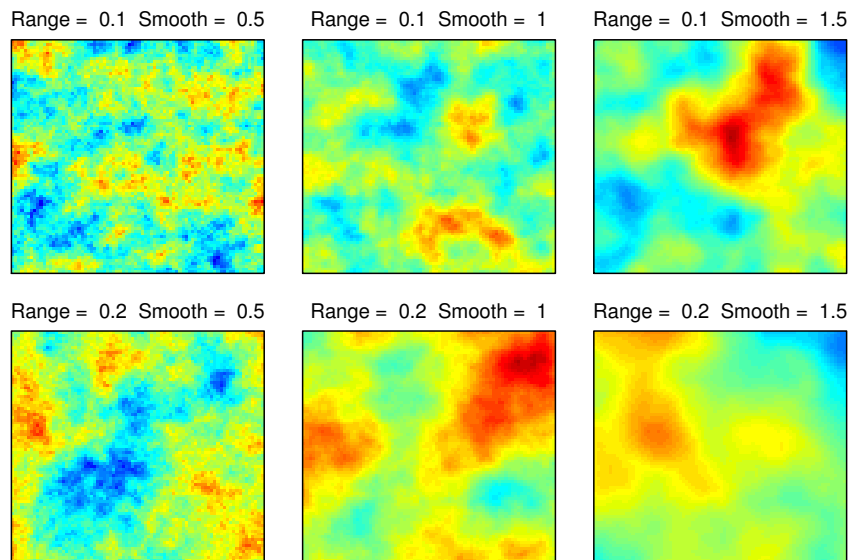 Range = 0.1 Smooth = 0.5
Range = 0.1 Smooth = 1
Range = 0.1 Smooth = 1.5
Range = 0.2 Smooth = 0.5
Range = 0.2 Smooth = 1
Range = 0.2 Smooth = 1.5